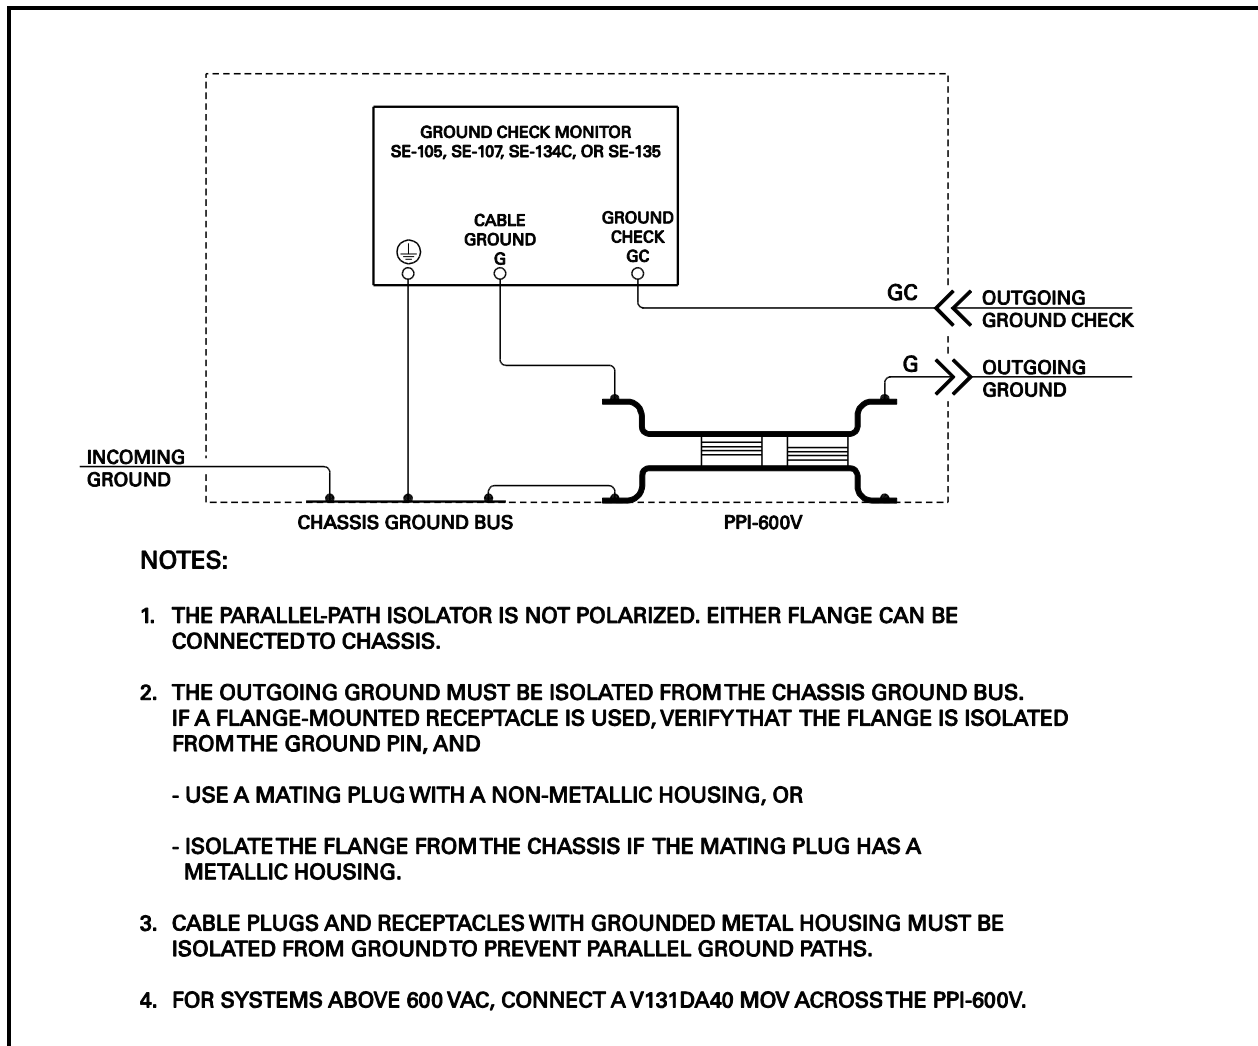 GROUND CHECK MONITOR
SE-105, SE-107, SE-134C, OR SE-135
CABLE
GROUND
G
GROUND
CHECK
GC
GC
OUTGOING
GROUND CHECK
G
OUTGOING
GROUND
INCOMING
GROUND
CHASSIS GROUND BUS
PPI-600V
NOTES:
1. THE PARALLEL-PATH ISOLATOR IS NOT POLARIZED. EITHER FLANGE CAN BE
CONNECTED TO CHASSIS.
2. THE OUTGOING GROUND MUST BE ISOLATED FROM THE CHASSIS GROUND BUS.
IF A FLANGE-MOUNTED RECEPTACLE IS USED, VERIFY THAT THE FLANGE IS ISOLATED
FROM THE GROUND PIN, AND
- USE A MATING PLUG WITH A NON-METALLIC HOUSING, OR
- ISOLATE THE FLANGE FROM THE CHASSIS IF THE MATING PLUG HAS A
METALLIC HOUSING.
3. CABLE PLUGS AND RECEPTACLES WITH GROUNDED METAL HOUSING MUST BE
ISOLATED FROM GROUND TO PREVENT PARALLEL GROUND PATHS.
4. FOR SYSTEMS ABOVE 600 VAC, CONNECT A V131DA40 MOV ACROSS THE PPI-600V.